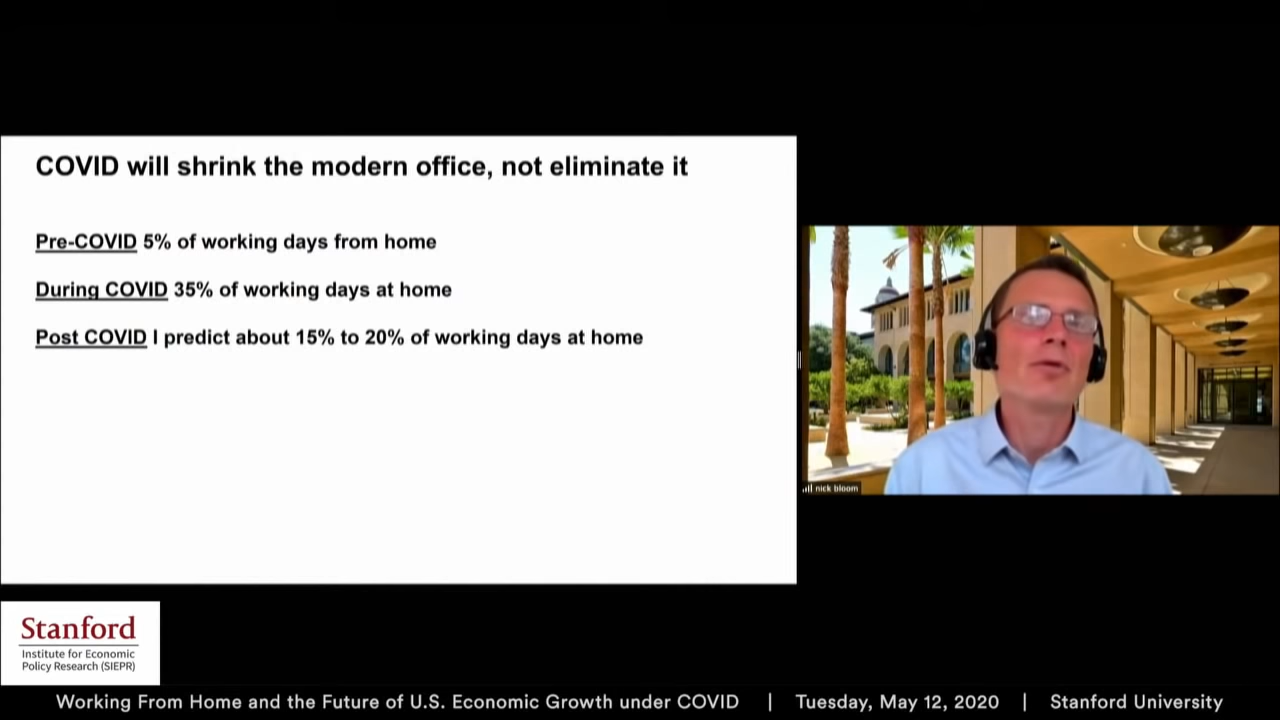 COVID will shrink the modern office, not eliminate it
Pre-COVID 5% of working days from home
During COVID 35% of working days at home
Post COVID I predict about 15% to 20% of working days at home
nick bloom
Stanford
Institute for Economic
Policy Research (SIEPR)
Working From Home and the Future of U.S. Economic Growth under COVID | Tuesday, May 12, 2020 | Stanford University